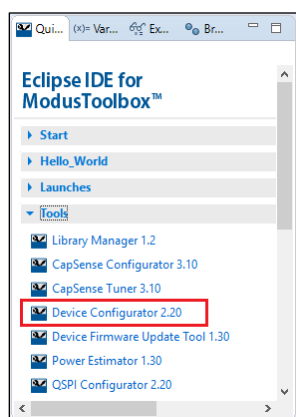 Qui... (x)= Var... Ex... Br...
Eclipse IDE for
ModusToolbox™
Start
Hello_World
Launches
Tools
Library Manager 1.2
CapSense Configurator 3.10
CapSense Tuner 3.10
Device Configurator 2.20
Device Firmware Update Tool 1.30
Power Estimator 1.30
QSPI Configurator 2.20